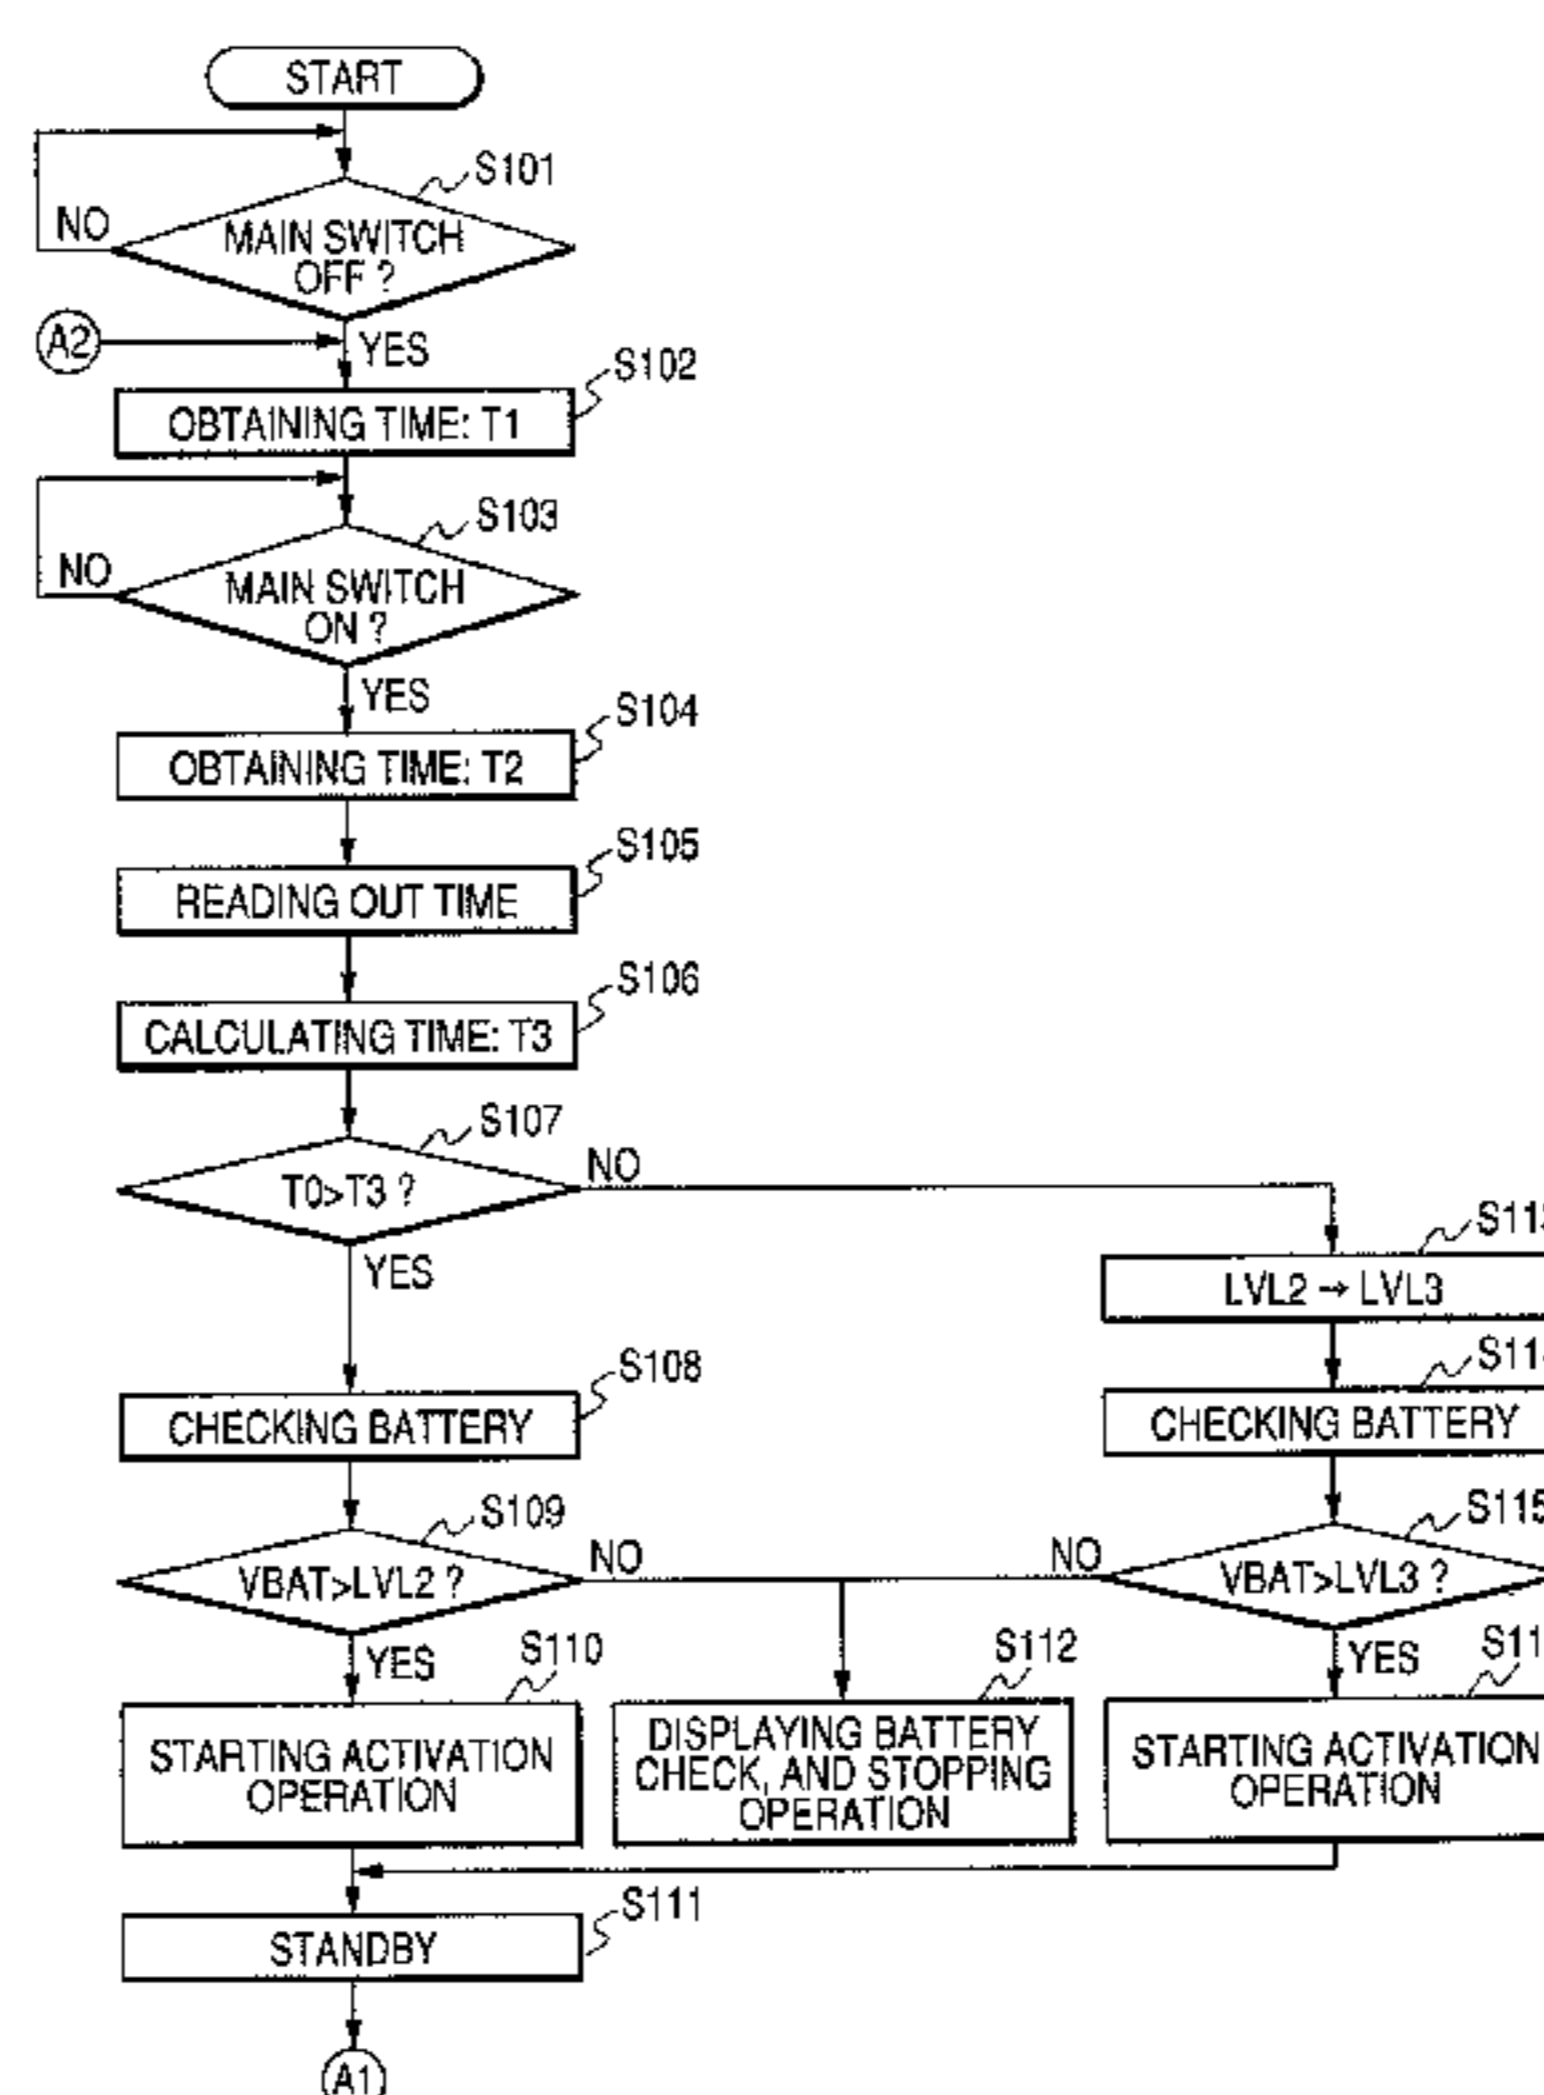 START
S101
NO
MAIN SWITCH
OFF ?
A2
YES
S102
OBTAINING TIME: T1
S103
NO
MAIN SWITCH
ON ?
YES
S104
OBTAINING TIME: T2
S105
READING OUT TIME
S106
CALCULATING TIME: T3
S107
T0>T3 ?
NO
YES
LVL2 → LVL3
S108
CHECKING BATTERY
CHECKING BATTERY
S109
VBAT>LVL2 ?
NO
NO
S115
VBAT>LVL3 ?
YES
S110
STARTING ACTIVATION
OPERATION
S112
DISPLAYING BATTERY
CHECK, AND STOPPING
OPERATION
YES
STARTING ACTIVATION
OPERATION
S111
STANDBY
A1